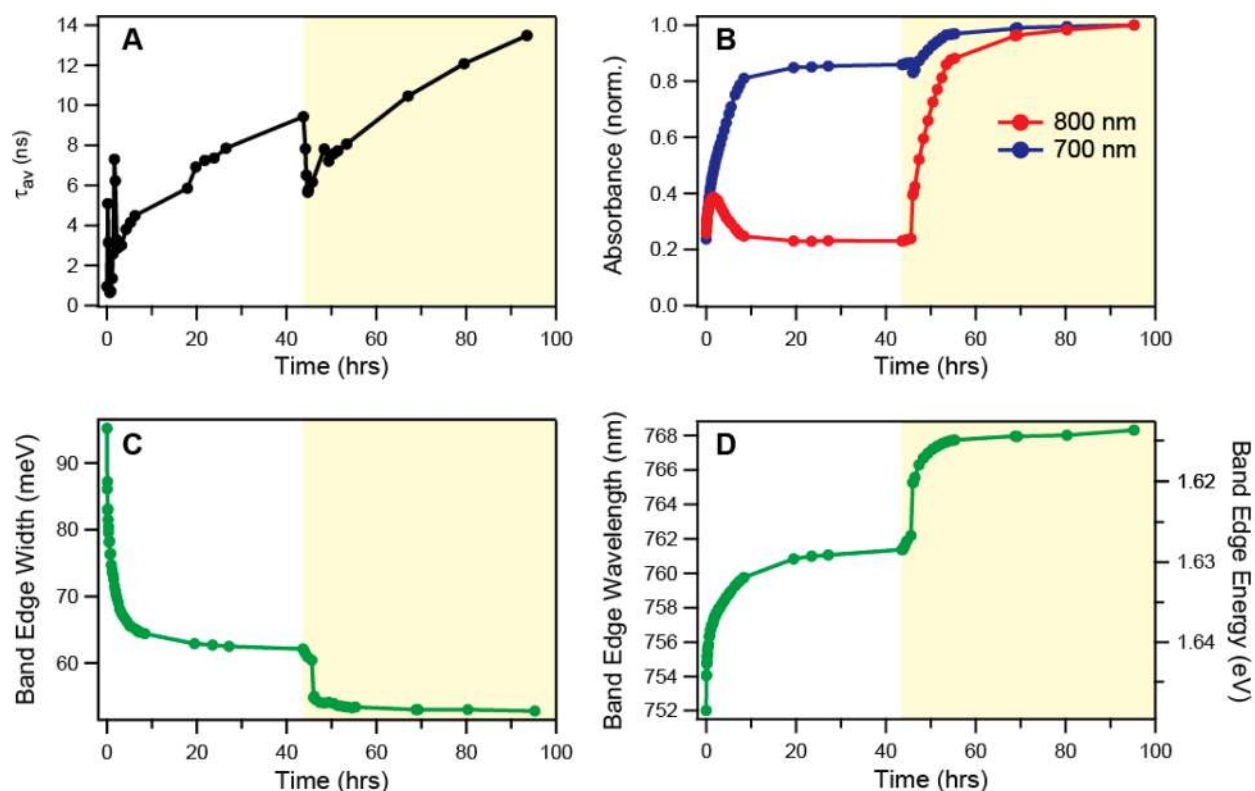 A
τav (ns)
14
12
10
8
6
4
2
0
0 20 40 60 80 100
Time (hrs)
B
Absorbance (norm.)
1.0
0.8
0.6
0.4
0.2
0.0
800 nm
700 nm
0 20 40 60 80 100
Time (hrs)
C
Band Edge Width (meV)
90
80
70
60
0 20 40 60 80 100
Time (hrs)
D
Band Edge Wavelength (nm)
768
766
764
762
760
758
756
754
752
1.62
1.63
1.64
Band Edge Energy (eV)
0 20 40 60 80 100
Time (hrs)